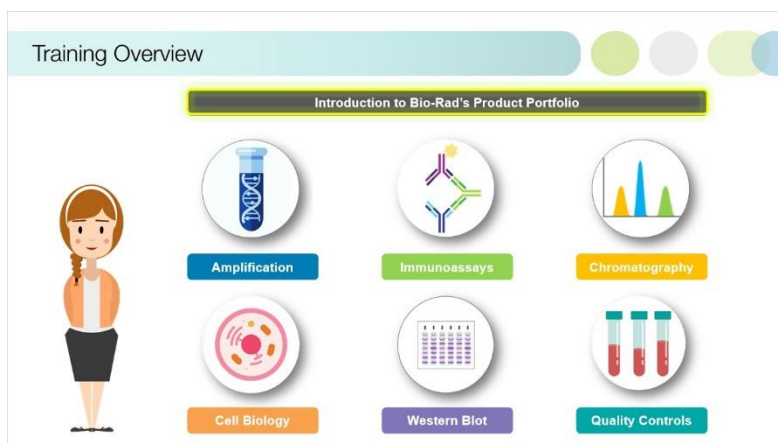 Training Overview
Introduction to Bio-Rad's Product Portfolio
Amplification
Immunoassays
Chromatography
Cell Biology
Western Blot
Quality Controls